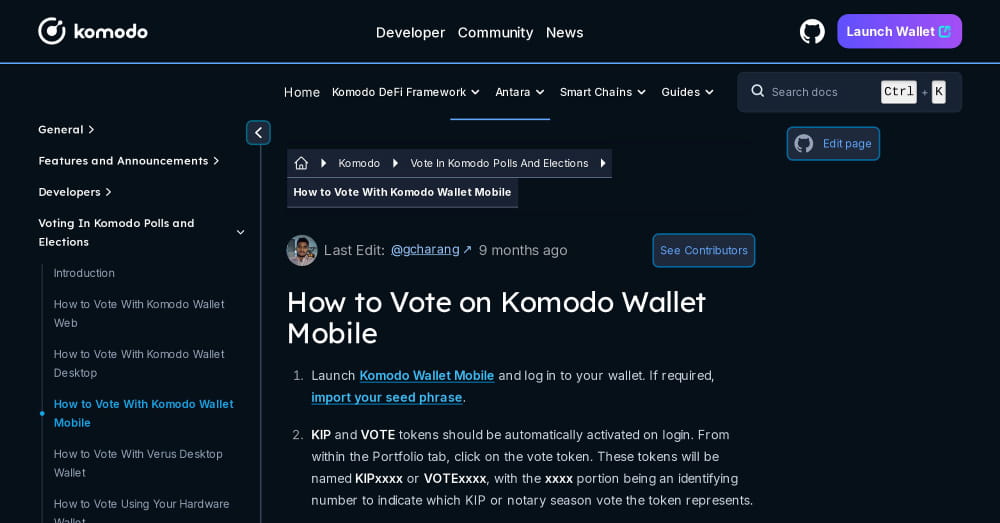 komodo
Developer Community News
Launch Wallet
Home Komodo DeFi Framework Antara Smart Chains Guides
Search docs Ctrl + K
General
Features and Announcements
Developers
Voting In Komodo Polls and
Elections
Introduction
How to Vote With Komodo Wallet
Web
How to Vote With Komodo Wallet
Desktop
How to Vote With Komodo Wallet
Mobile
How to Vote With Verus Desktop
Wallet
How to Vote Using Your Hardware
Wallet
Komodo Vote In Komodo Polls And Elections
How to Vote With Komodo Wallet Mobile
Edit page
Last Edit: @gcharang ↗ 9 months ago
See Contributors
How to Vote on Komodo Wallet
Mobile
1. Launch Komodo Wallet Mobile and log in to your wallet. If required,
import your seed phrase.
2. KIP and VOTE tokens should be automatically activated on login. From
within the Portfolio tab, click on the vote token. These tokens will be
named KIPxxxx or VOTExxxx, with the xxxx portion being an identifying
number to indicate which KIP or notary season vote the token represents.